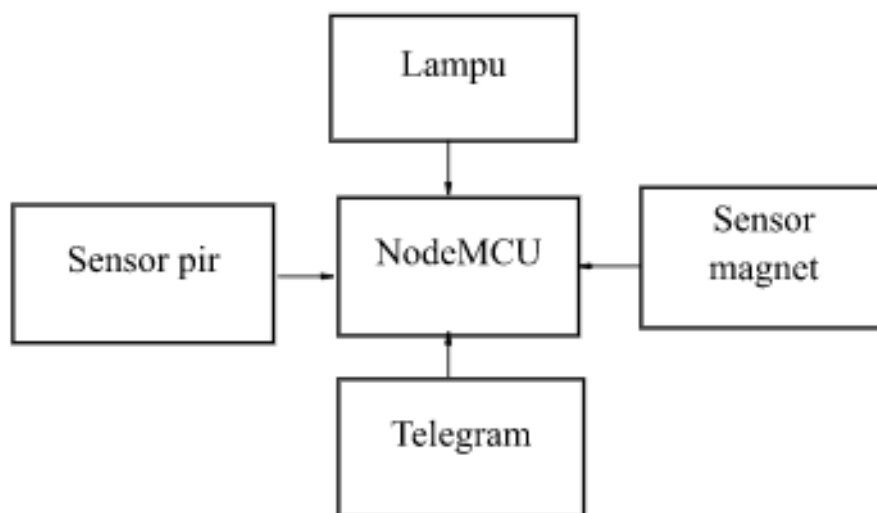 Lampu
Sensor pir
NodeMCU
Sensor
magnet
Telegram